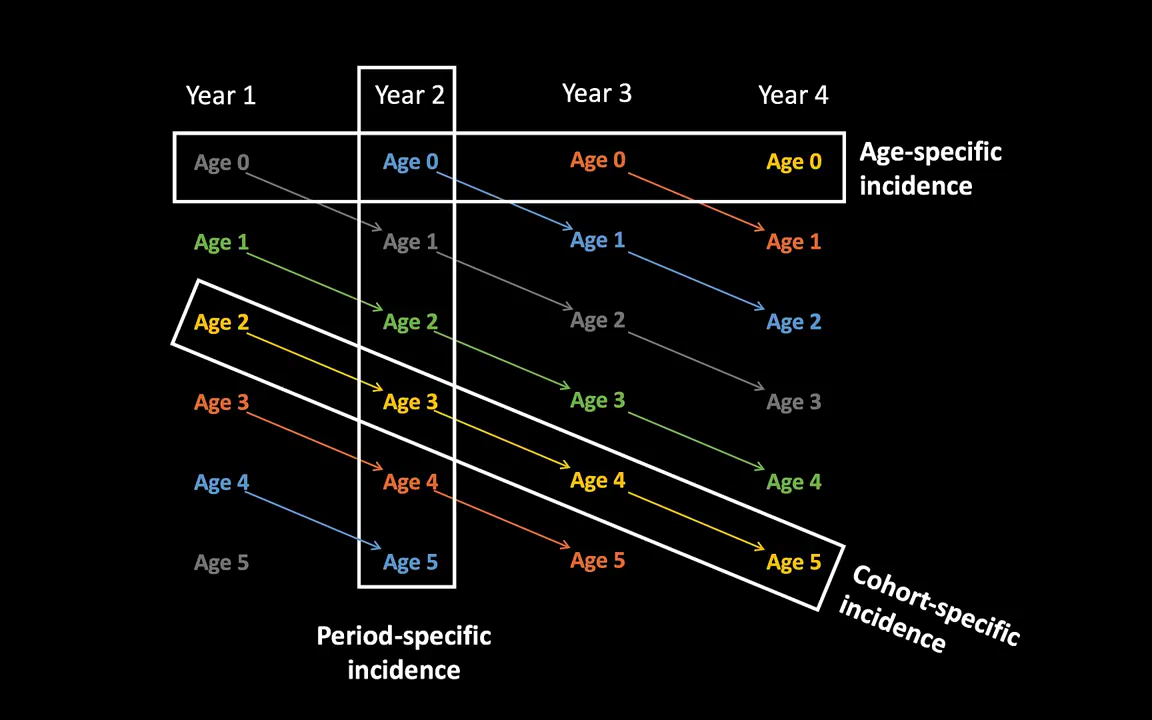 Year 1 Year 2 Year 3 Year 4
Age 0 Age 0 Age 0 Age 0
Age-specific
incidence
Age 1 Age 1 Age 1 Age 1
Age 2 Age 2 Age 2 Age 2
Age 3 Age 3 Age 3 Age 3
Age 4 Age 4 Age 4 Age 4
Age 5 Age 5 Age 5 Age 5
Cohort-specific
incidence
Period-specific
incidence